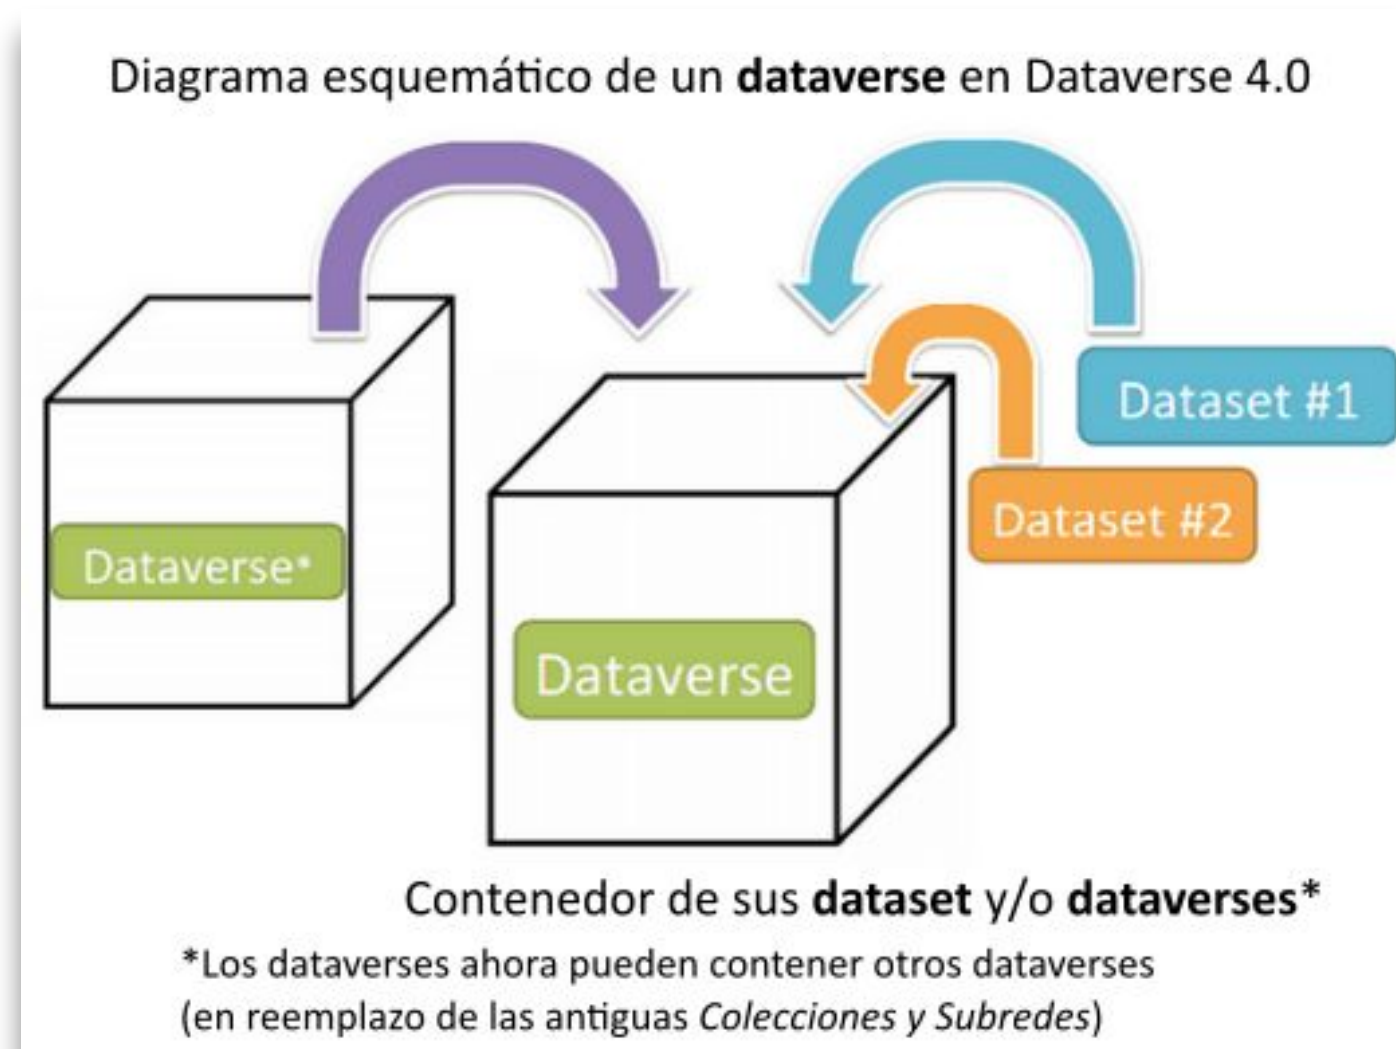 Diagrama esquemático de un dataverse en Dataverse 4.0
Dataset #1
Dataset #2
Dataverse*
Dataverse
Contenedor de sus dataset y/o dataverses*
*Los dataverses ahora pueden contener otros dataverses
(en reemplazo de las antiguas Colecciones y Subredes)